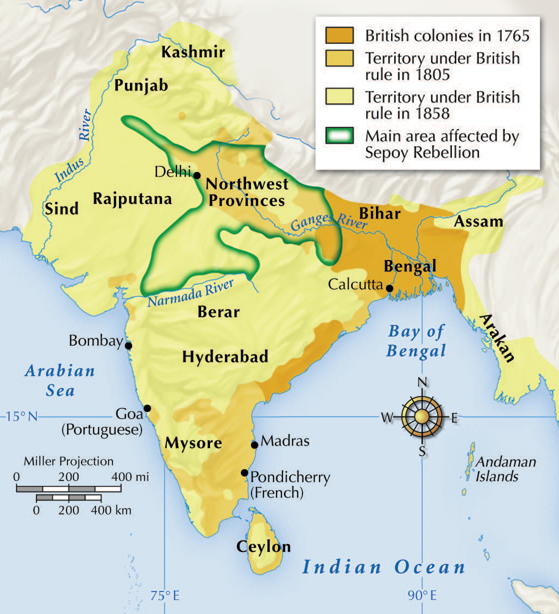 British colonies in 1765
Territory under British
rule in 1805
Territory under British
rule in 1858
Main area affected by
Sepoy Rebellion
Kashmir
Punjab
Indus River
Delhi
Northwest
Provinces
Rajputana
Sind
Ganges River
Bihar
Assam
Bengal
Calcutta
Narmada River
Berar
Arakan
Bombay
Hyderabad
Bay of
Bengal
Arabian
Sea
N
W
E
S
15°N
Goa
(Portuguese)
Mysore
Madras
Miller Projection
0 200 400 mi
0 200 400 km
Pondicherry
(French)
Andaman
Islands
Ceylon
Indian Ocean
75°E
90°E